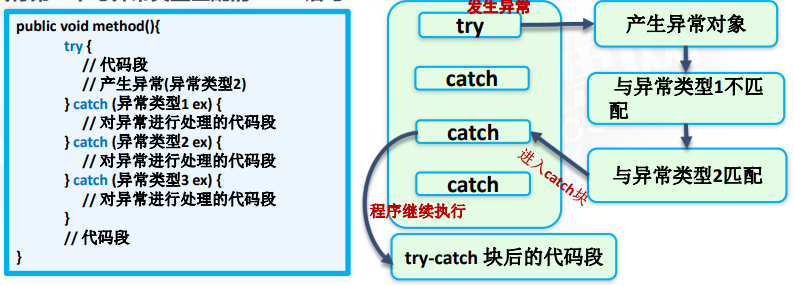 public void method(){
try {
// 代码段
// 产生异常(异常类型2)
} catch (异常类型1 ex) {
// 对异常进行处理的代码段
} catch (异常类型2 ex) {
// 对异常进行处理的代码段
} catch (异常类型3 ex) {
// 对异常进行处理的代码段
}
// 代码段
}
发生异常
try
catch
catch
catch
产生异常对象
与异常类型1不匹
配
与异常类型2匹配
进入catch块
程序继续执行
try-catch 块后的代码段